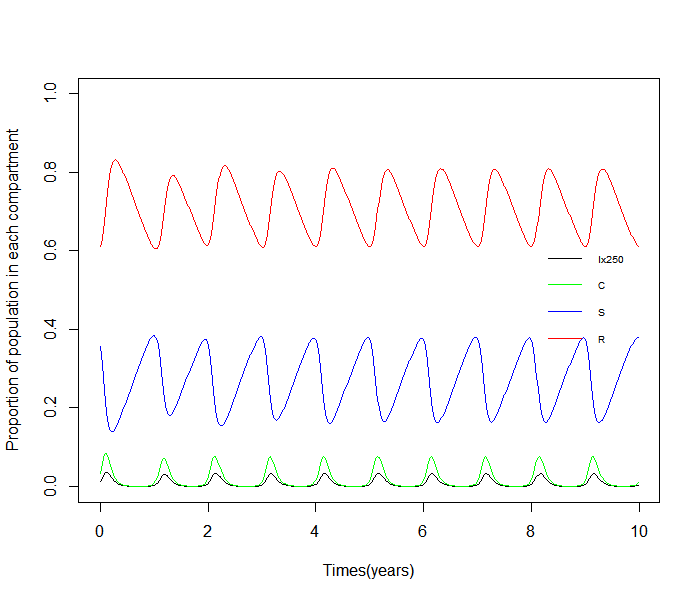 Proportion of population in each compartment
1.0
0.8
0.6
0.4
0.2
0.0
Ix250
C
S
R
0 2 4 6 8 10
Times(years)